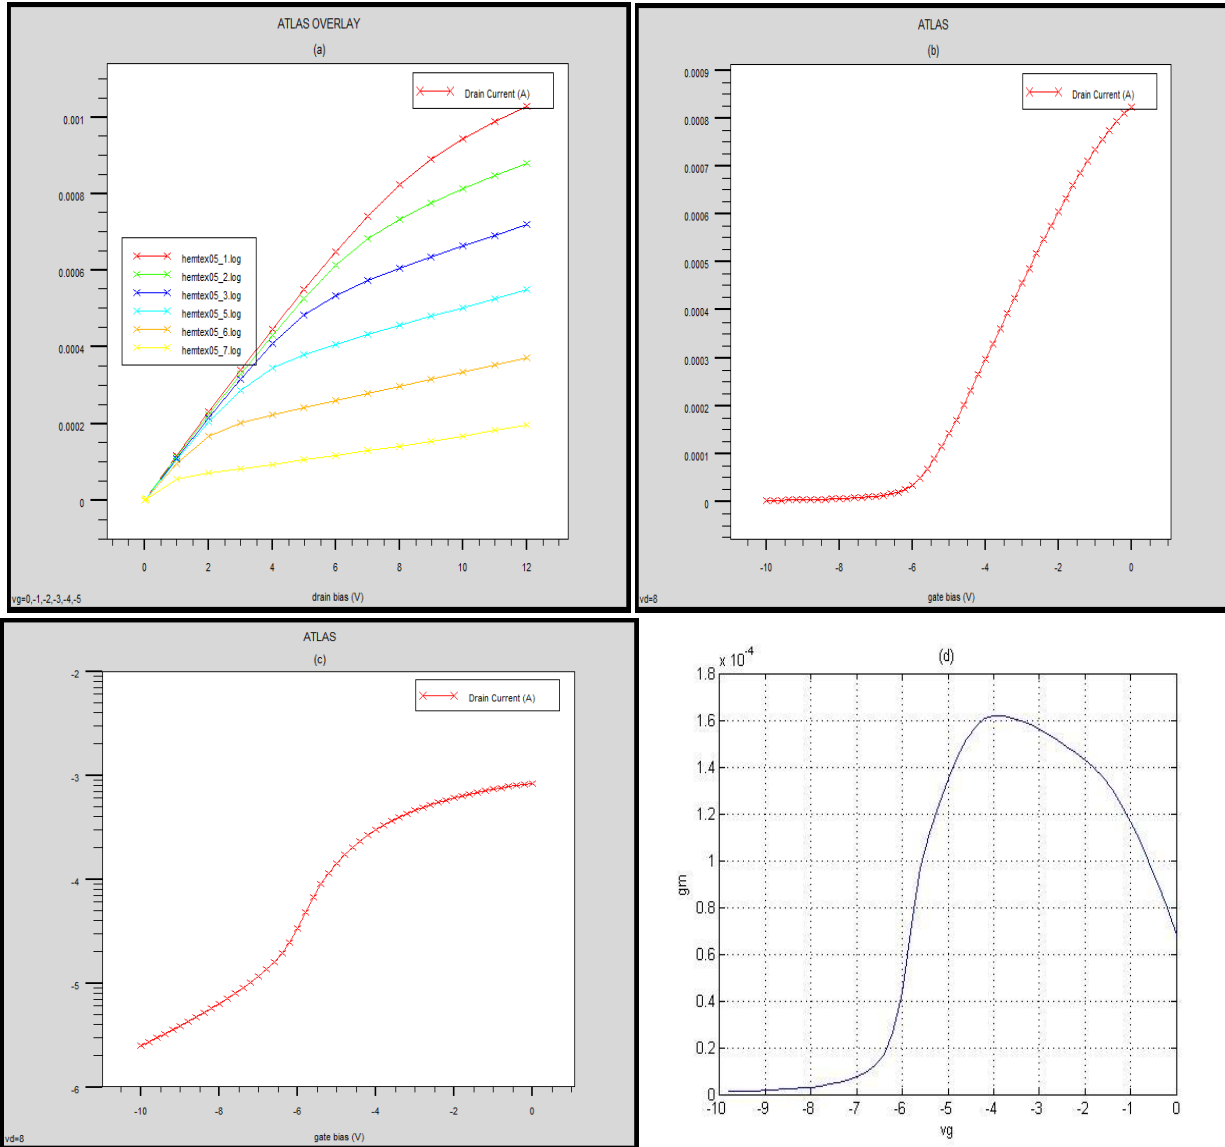 ATLAS OVERLAY
(a)
Drain Current (A)
0.001
0.0008
0.0006
0.0004
0.0002
0
hemtex05_1.log
hemtex05_2.log
hemtex05_3.log
hemtex05_5.log
hemtex05_6.log
hemtex05_7.log
0 2 4 6 8 10 12
drain bias (V)
vg=0,-1,-2,-3,-4,-5
ATLAS
(b)
Drain Current (A)
0.0009
0.0008
0.0007
0.0006
0.0005
0.0004
0.0003
0.0002
0.0001
0
-10 -8 -6 -4 -2 0
gate bias (V)
vd=8
ATLAS
(c)
Drain Current (A)
-2
-3
-4
-5
-6
-10 -8 -6 -4 -2 0
gate bias (V)
vd=8
(d)
x 10-4
1.8
1.6
1.4
1.2
1
0.8
0.6
0.4
0.2
0
gm
-10 -9 -8 -7 -6 -5 -4 -3 -2 -1 0
vg